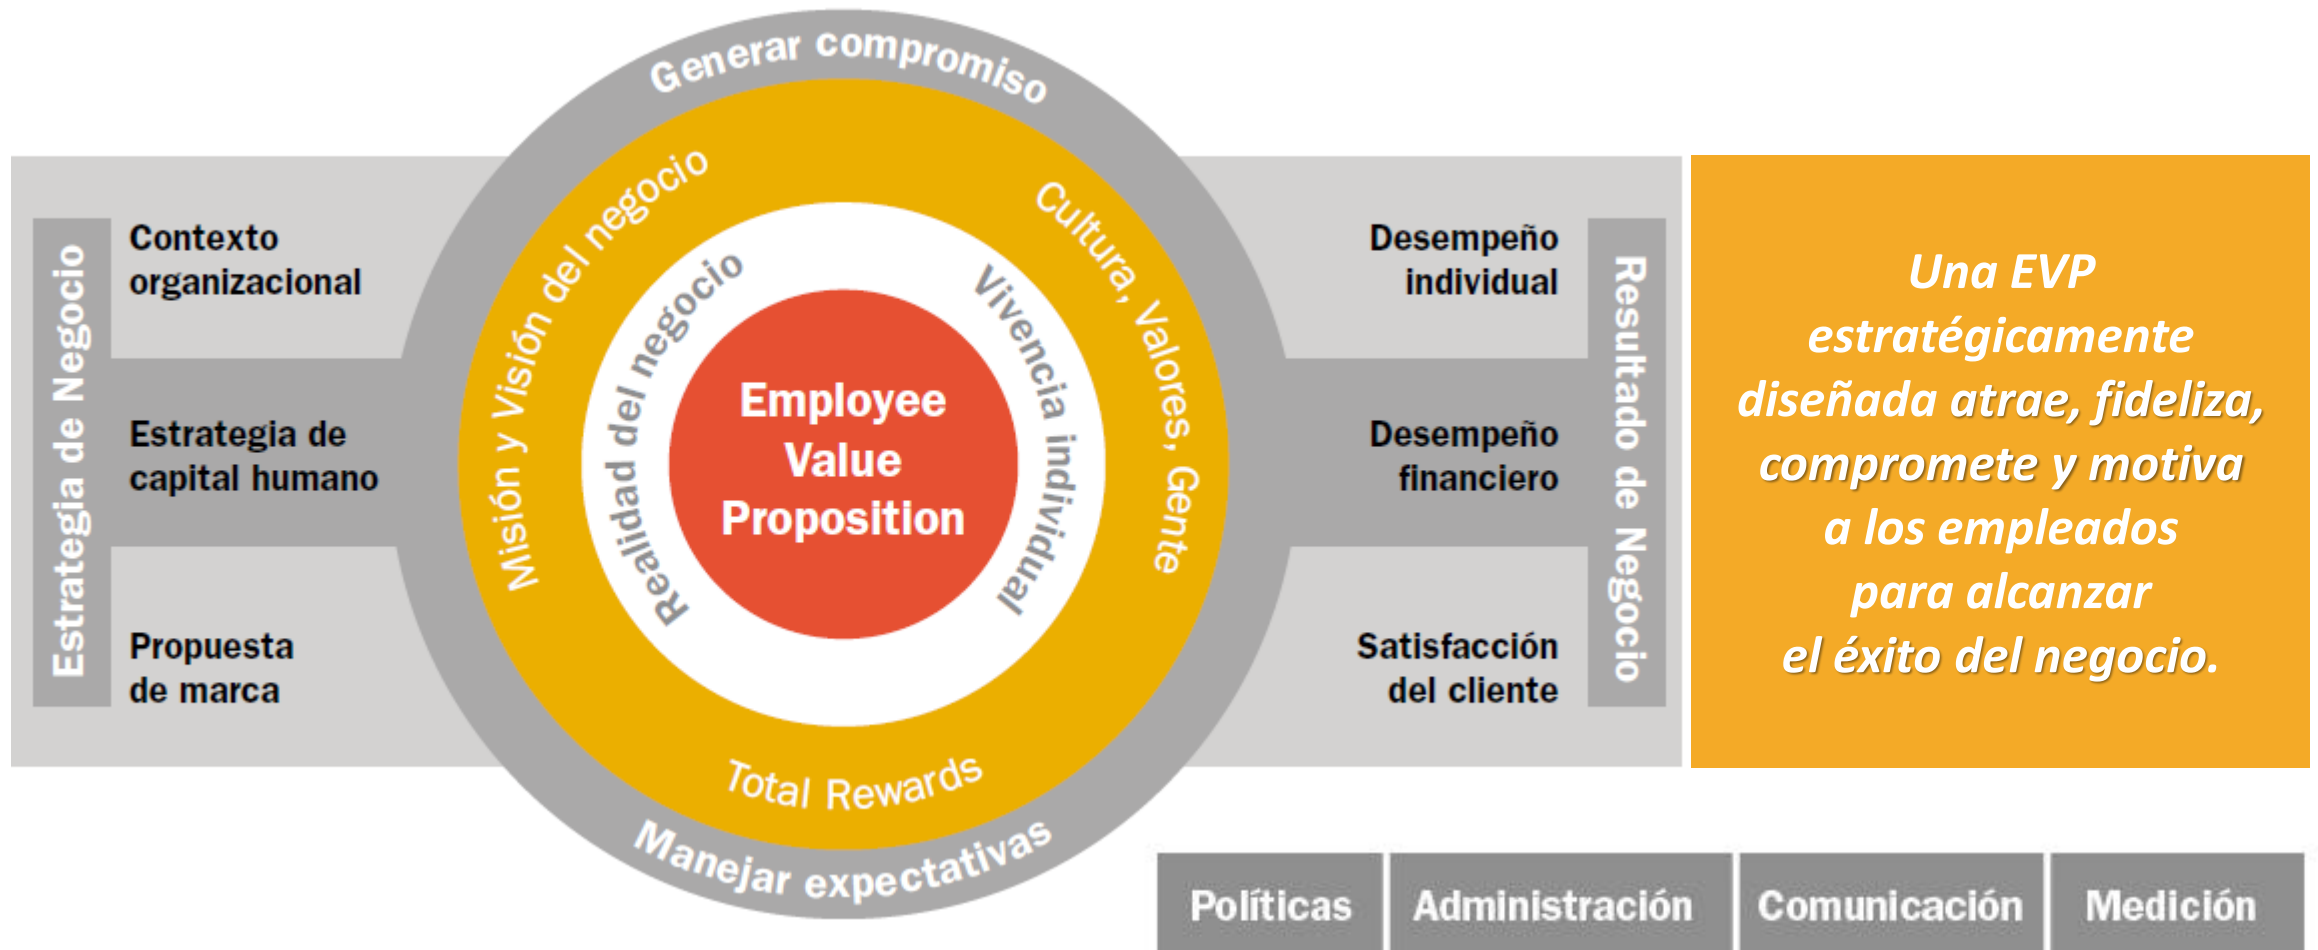 Generar compromiso
Misión y Visión del negocio
Cultura, Valores, Gente
Total Rewards
Manejar expectativas
Realidad del negocio
Vivencia individual
Employee
Value
Proposition
Estrategia de Negocio
Contexto
organizacional
Estrategia de
capital humano
Propuesta
de marca
Desempeño
individual
Desempeño
financiero
Satisfacción
del cliente
Resultado de Negocio
Una EVP
estratégicamente
diseñada atrae, fideliza,
compromete y motiva
a los empleados
para alcanzar
el éxito del negocio.
Políticas
Administración
Comunicación
Medición